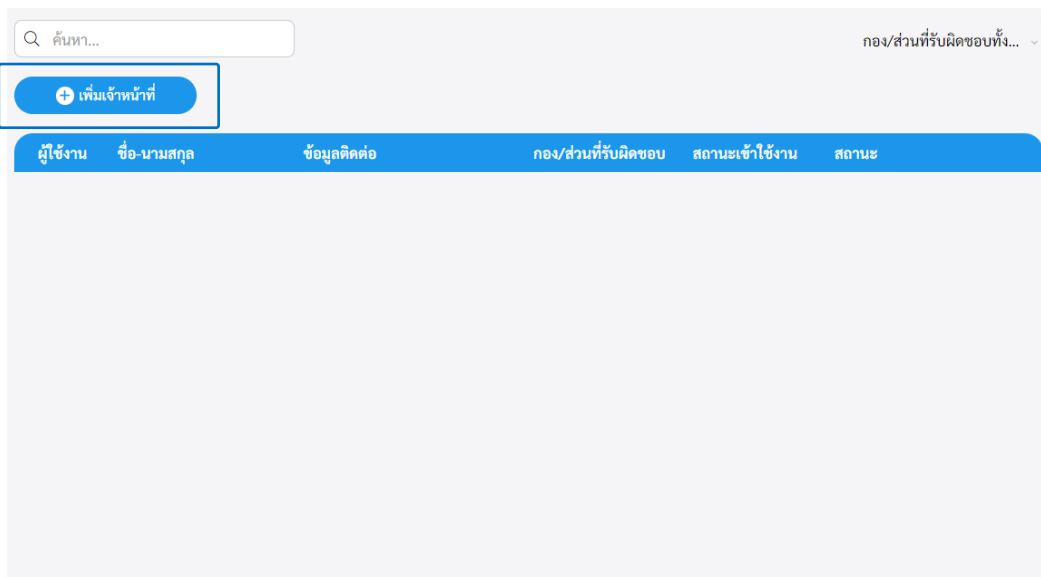 ค้นหา...
กอง/ส่วนที่รับผิดชอบทั้ง...
เพิ่มเจ้าหน้าที่
ผู้ใช้งาน ชื่อ-นามสกุล ข้อมูลติดต่อ กอง/ส่วนที่รับผิดชอบ สถานะเข้าใช้งาน สถานะ